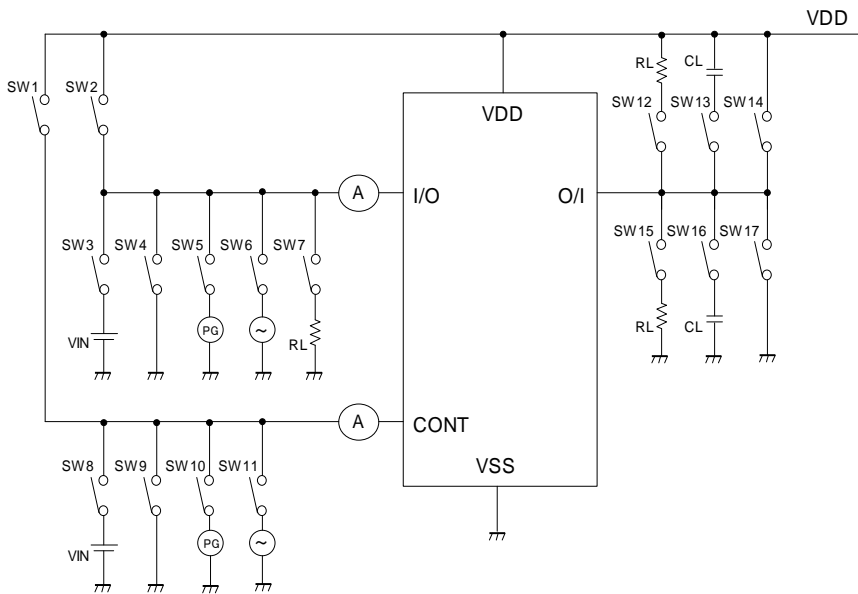 VDD
SW1
SW2
RL
CL
SW12
SW13
SW14
VDD
A
I/O
O/I
SW3
SW4
SW5
SW6
SW7
SW15
SW16
SW17
PG
~
VIN
RL
RL
CL
A
CONT
VSS
SW8
SW9
SW10
SW11
PG
~
VIN